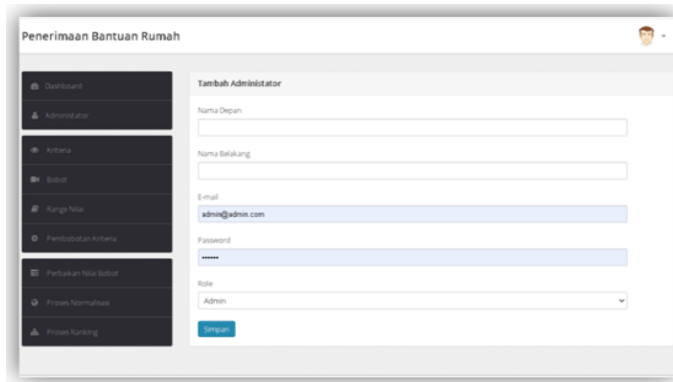 Penerimaan Bantuan Rumah
Dashboard
Administator
Kriteria
Bobot
Range Nilai
Pembobotan Kriteria
Perbaikan Nilai Bobot
Proses Normalisasi
Proses Ranking
Tambah Administator
Nama Depan
Nama Belakang
E-mail
admin@admin.com
Password
••••••
Role
Admin
Simpan